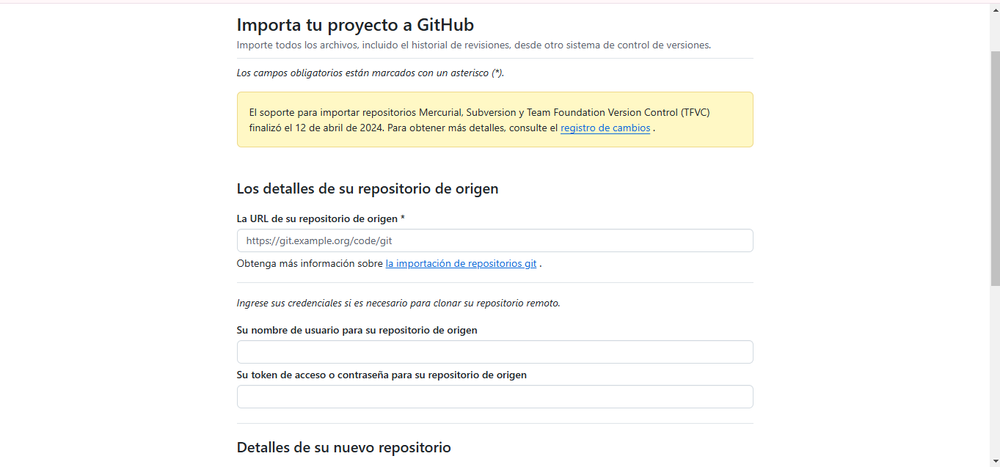 Importa tu proyecto a GitHub
Importe todos los archivos, incluido el historial de revisiones, desde otro sistema de control de versiones.
Los campos obligatorios están marcados con un asterisco (*).
El soporte para importar repositorios Mercurial, Subversion y Team Foundation Version Control (TFVC)
finalizó el 12 de abril de 2024. Para obtener más detalles, consulte el registro de cambios .
Los detalles de su repositorio de origen
La URL de su repositorio de origen *
https://git.example.org/code/git
Obtenga más información sobre la importación de repositorios git .
Ingrese sus credenciales si es necesario para clonar su repositorio remoto.
Su nombre de usuario para su repositorio de origen
Su token de acceso o contraseña para su repositorio de origen
Detalles de su nuevo repositorio